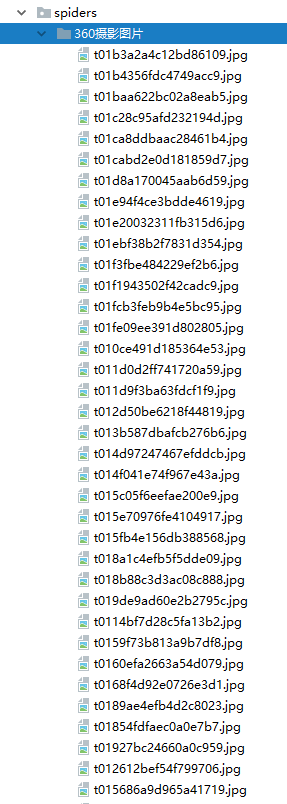 spiders
360摄影图片
t01b3a2a4c12bd86109.jpg
t01b4356fdc4749acc9.jpg
t01baa622bc02a8eab5.jpg
t01c28c95afd232194d.jpg
t01ca8ddbaac28461b4.jpg
t01cabd2e0d181859d7.jpg
t01d8a170045aab6d59.jpg
t01e94f4ce3bdde4619.jpg
t01e20032311fb315d6.jpg
t01ebf38b2f7831d354.jpg
t01f3fbe484229ef2b6.jpg
t01f1943502f42cadc9.jpg
t01fcb3feb9b4e5bc95.jpg
t01fe09ee391d802805.jpg
t010ce491d185364e53.jpg
t011d0d2ff741720a59.jpg
t011d9f3ba63fdcf1f9.jpg
t012d50be6218f44819.jpg
t013b587dbafcb276b6.jpg
t014d97247467efddcb.jpg
t014f041e74f967e43a.jpg
t015c05f6eefae200e9.jpg
t015e70976fe4104917.jpg
t015fb4e156db388568.jpg
t018a1c4efb5f5dde09.jpg
t018b88c3d3ac08c888.jpg
t019de9ad60e2b2795c.jpg
t0114bf7d28c5fa13b2.jpg
t0159f73b813a9b7df8.jpg
t0160efa2663a54d079.jpg
t0168f4d92e0726e3d1.jpg
t0189ae4efb4d2c8023.jpg
t01854fdfaec0a0e7b7.jpg
t01927bc24660a0c959.jpg
t012612bef54f799706.jpg
t015686a9d965a41719.jpg